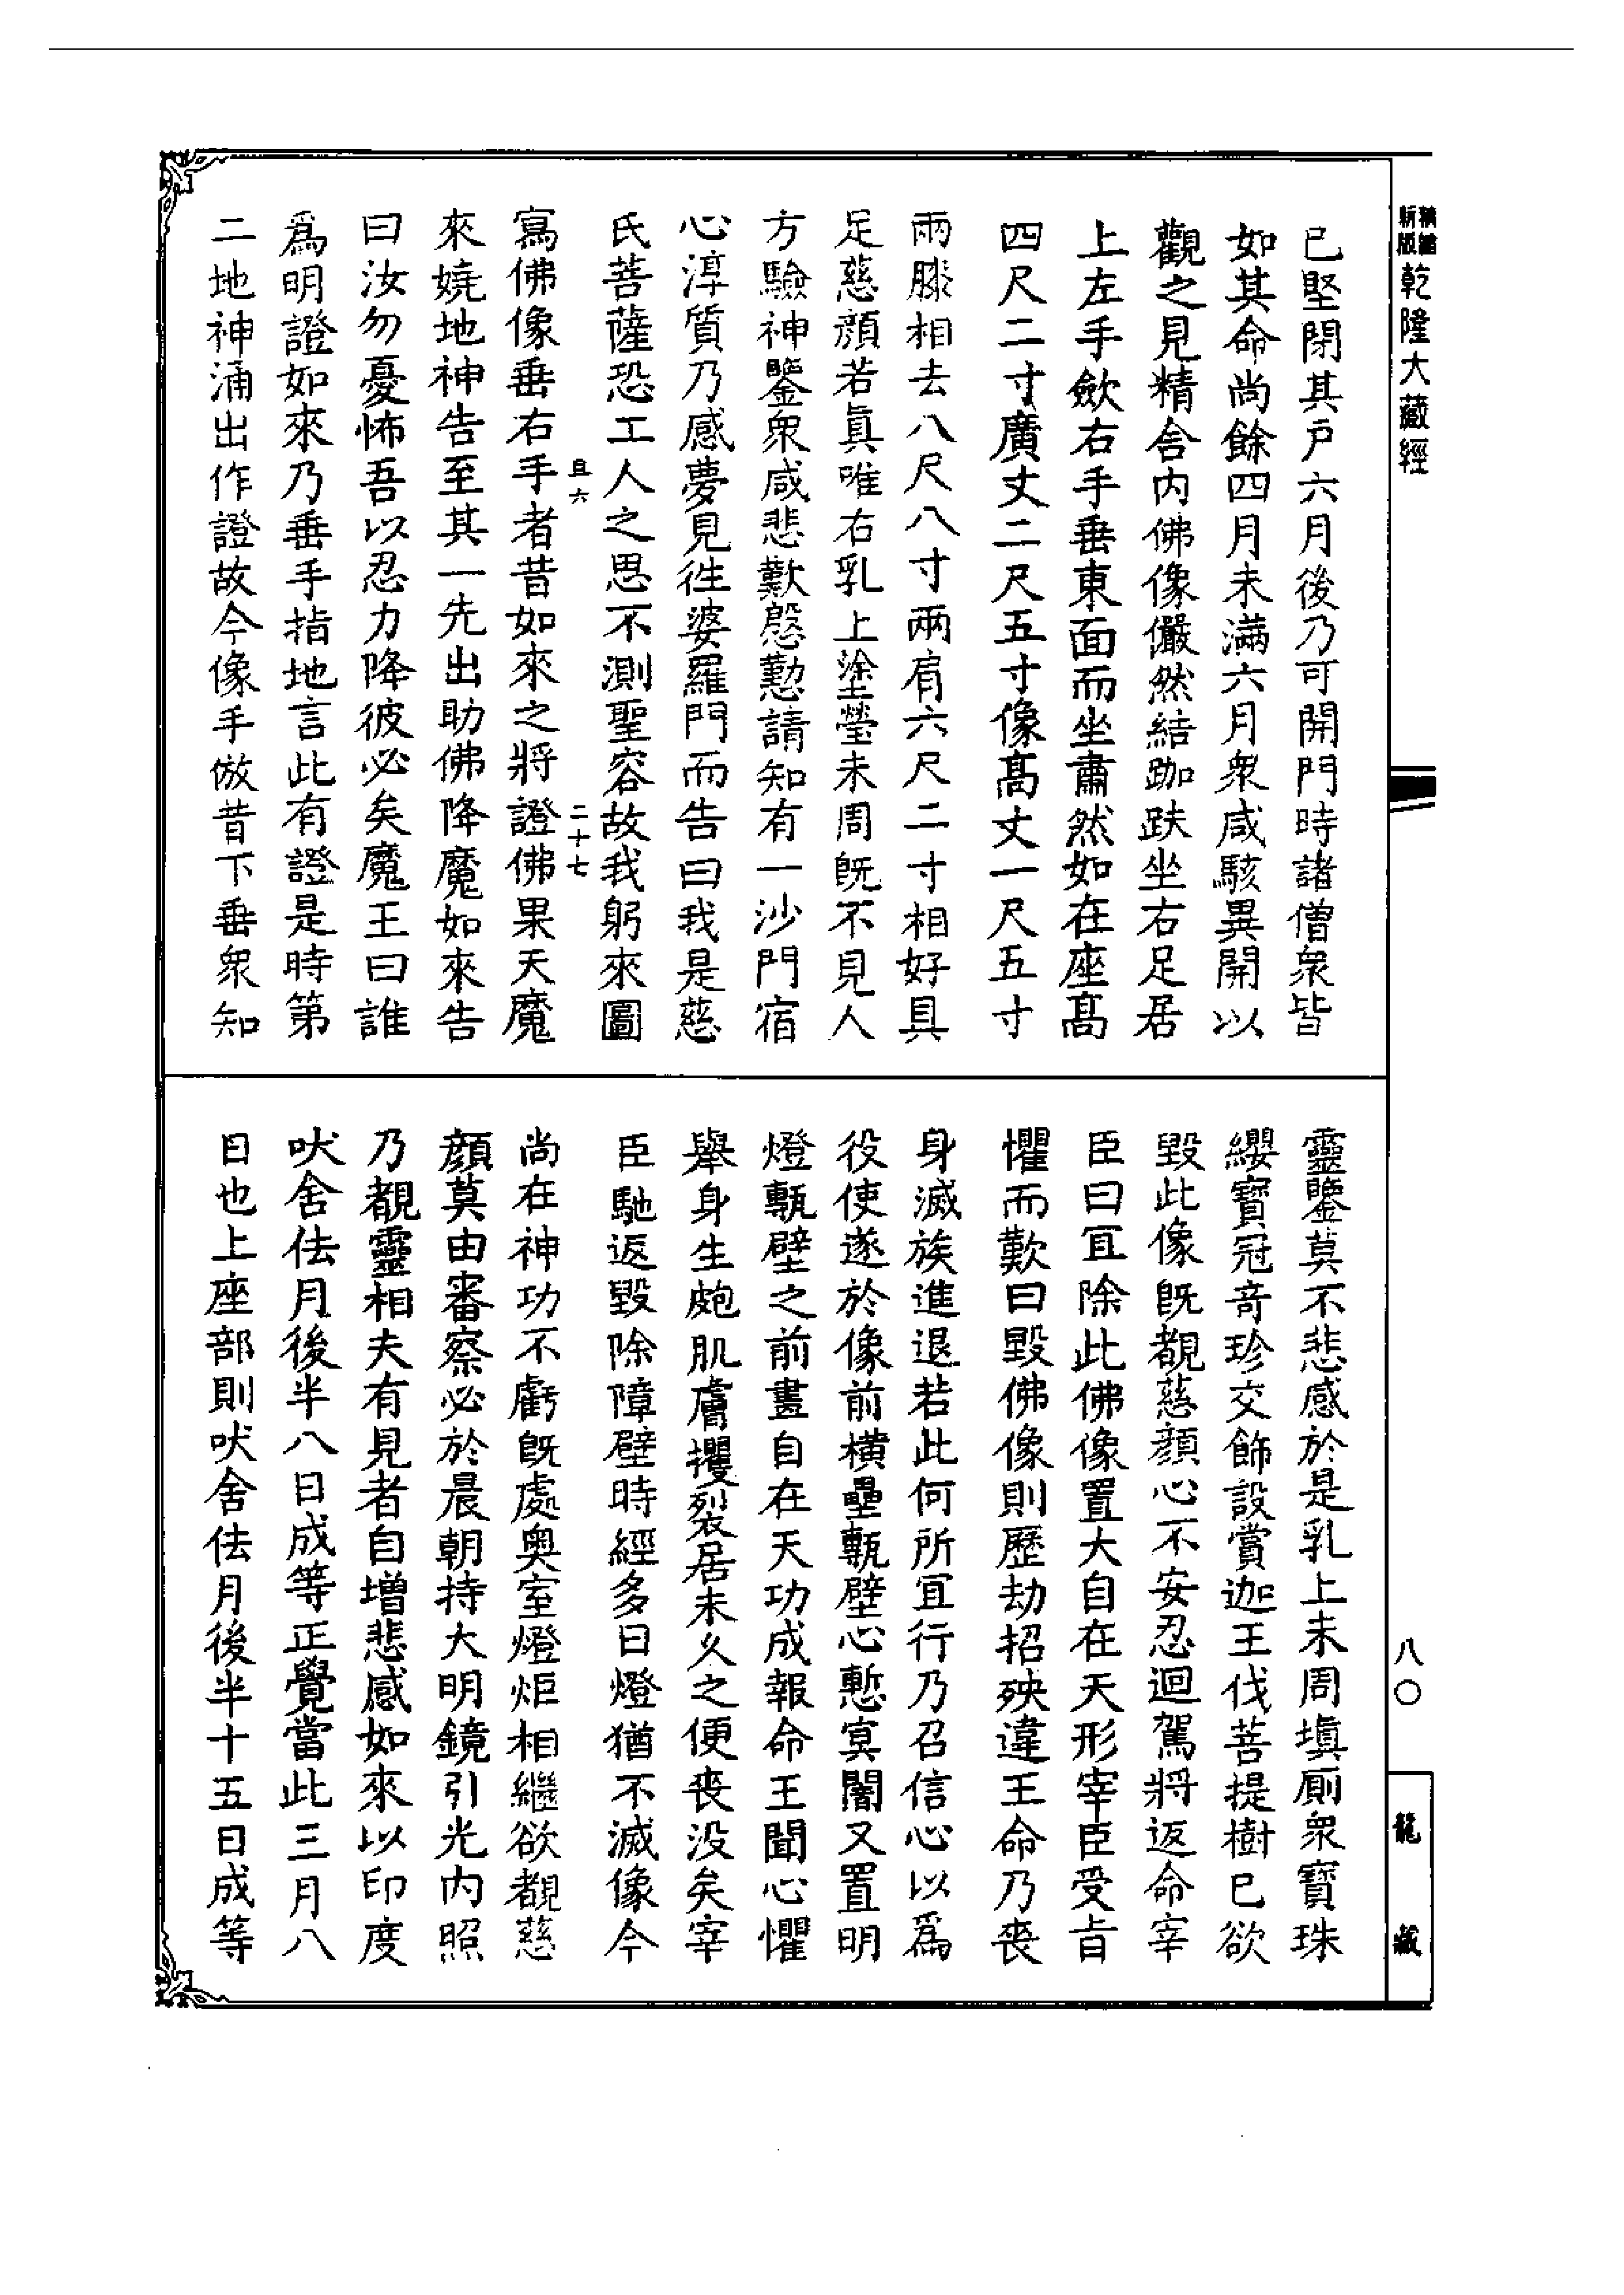 精縮
新版
乾隆大藏經
已堅閉其戶六月後乃可開門時諸僧衆皆
如其命尚餘四月未滿六月衆咸駭異開以
觀之見精舍內佛像儼然結跏趺坐右足居
上左手歛右手垂東面而坐肅然如在座高
四尺二寸廣丈二尺五寸像高丈一尺五寸
兩膝相去八尺八寸兩肩六尺二寸相好具
足慈顏若真唯右乳上塗瑩未周既不見人
方驗神鑒衆咸悲歎慇懃請知有一沙門宿
心淳質乃感夢見徃婆羅門而告曰我是慈
氏菩薩恐工人之思不測聖容故我躬來圖
且六
二十七
寫佛像垂右手者昔如來之將證佛果天魔
來嬈地神告至其一先出助佛降魔如來告
曰汝勿憂怖吾以忍力降彼必矣魔王曰誰
爲明證如來乃垂手指地言此有證是時第
二地神涌出作證故今像手倣昔下垂衆知
靈鑒莫不悲感於是乳上未周填厠衆寶珠
纓寶冠奇珍交飾設賞迦王伐菩提樹已欲
毀此像既覩慈顏心不安忍迴駕將返命宰
臣曰宜除此佛像置大自在天形宰臣受旨
懼而歎曰毀佛像則歷劫招殃違王命乃喪
身滅族進退若此何所宜行乃召信心以爲
役使遂於像前橫壘甎壁心慙冥闇又置明
燈甎壁之前畫自在天功成報命王聞心懼
舉身生皰肌膚攫裂居未久之便喪没矣宰
臣馳返毀除障壁時經多日燈猶不滅像今
尚在神功不虧既處奧室燈炬相繼欲覩慈
顏莫由審察必於晨朝持大明鏡引光內照
乃覩靈相夫有見者自增悲感如來以印度
吠舍佉月後半八日成等正覺當此三月八
日也上座部則吠舍佉月後半十五日成等
八〇
龍藏